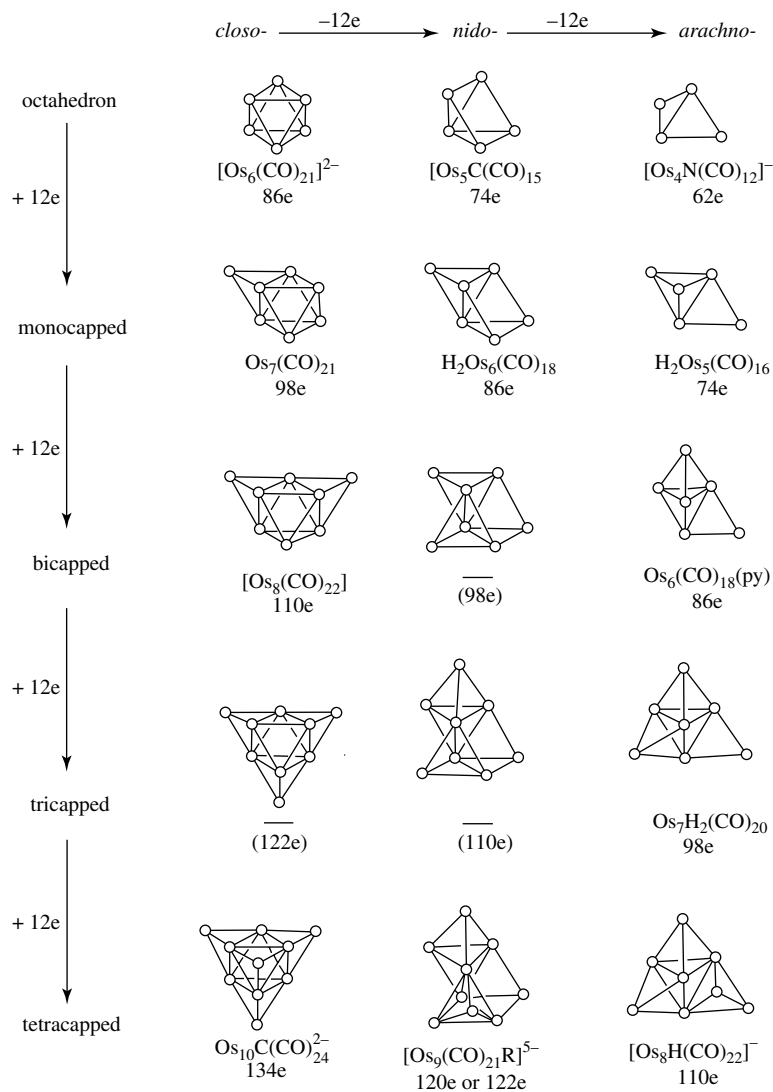 closo- −12e nido- −12e arachno-
octahedron
[Os₆(CO)₂₁]²⁻ [Os₅C(CO)₁₅ [Os₄N(CO)₁₂]⁻
86e 74e 62e
+ 12e
monocapped
Os₇(CO)₂₁ H₂Os₆(CO)₁₈ H₂Os₅(CO)₁₆
98e 86e 74e
+ 12e
bicapped
[Os₈(CO)₂₂] Os₆(CO)₁₈(py)
110e (98e) 86e
+ 12e
tricapped
Os₇H₂(CO)₂₀
(122e) (110e) 98e
+ 12e
tetracapped
Os₁₀C(CO)₂₄²⁻ [Os₉(CO)₂₁R]⁵⁻ [Os₈H(CO)₂₂]⁻
134e 120e or 122e 110e